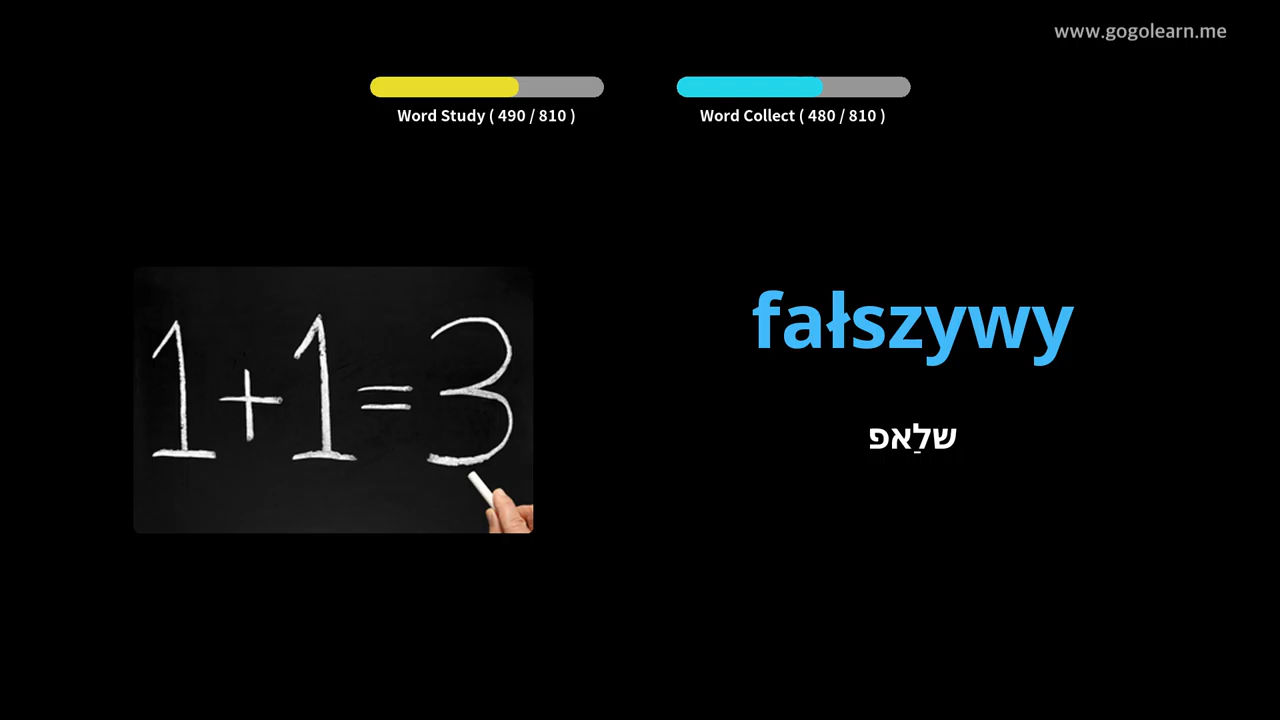 www.gogolearn.me
Word Study ( 490 / 810 )
Word Collect ( 480 / 810 )
1+1=3
fałszywy
שלַאפ